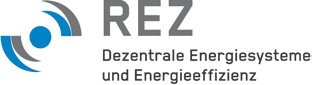 REZ
Dezentrale Energiesysteme
und Energieeffizienz